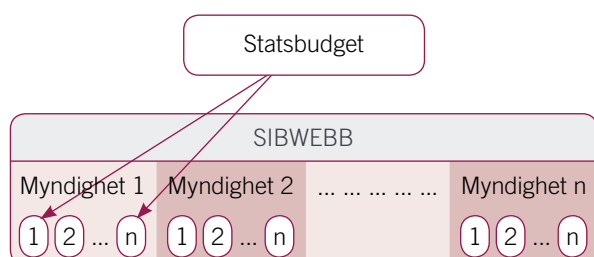 Statsbudget
SIBWEBB
Myndighet 1 Myndighet 2 ... ... ... ... ... Myndighet n
1 2 ... n 1 2 ... n 1 2 ... n